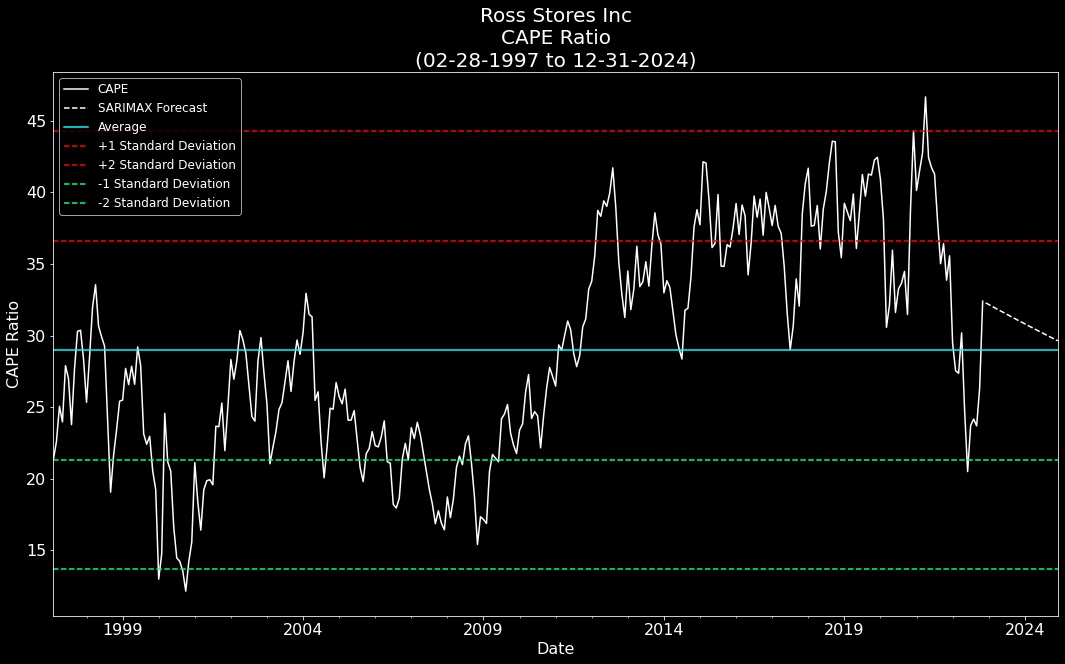 Ross Stores Inc
CAPE Ratio
(02-28-1997 to 12-31-2024)
CAPE
SARIMAX Forecast
Average
+1 Standard Deviation
+2 Standard Deviation
-1 Standard Deviation
-2 Standard Deviation
45
40
35
30
25
20
15
CAPE Ratio
1999 2004 2009 2014 2019 2024
Date